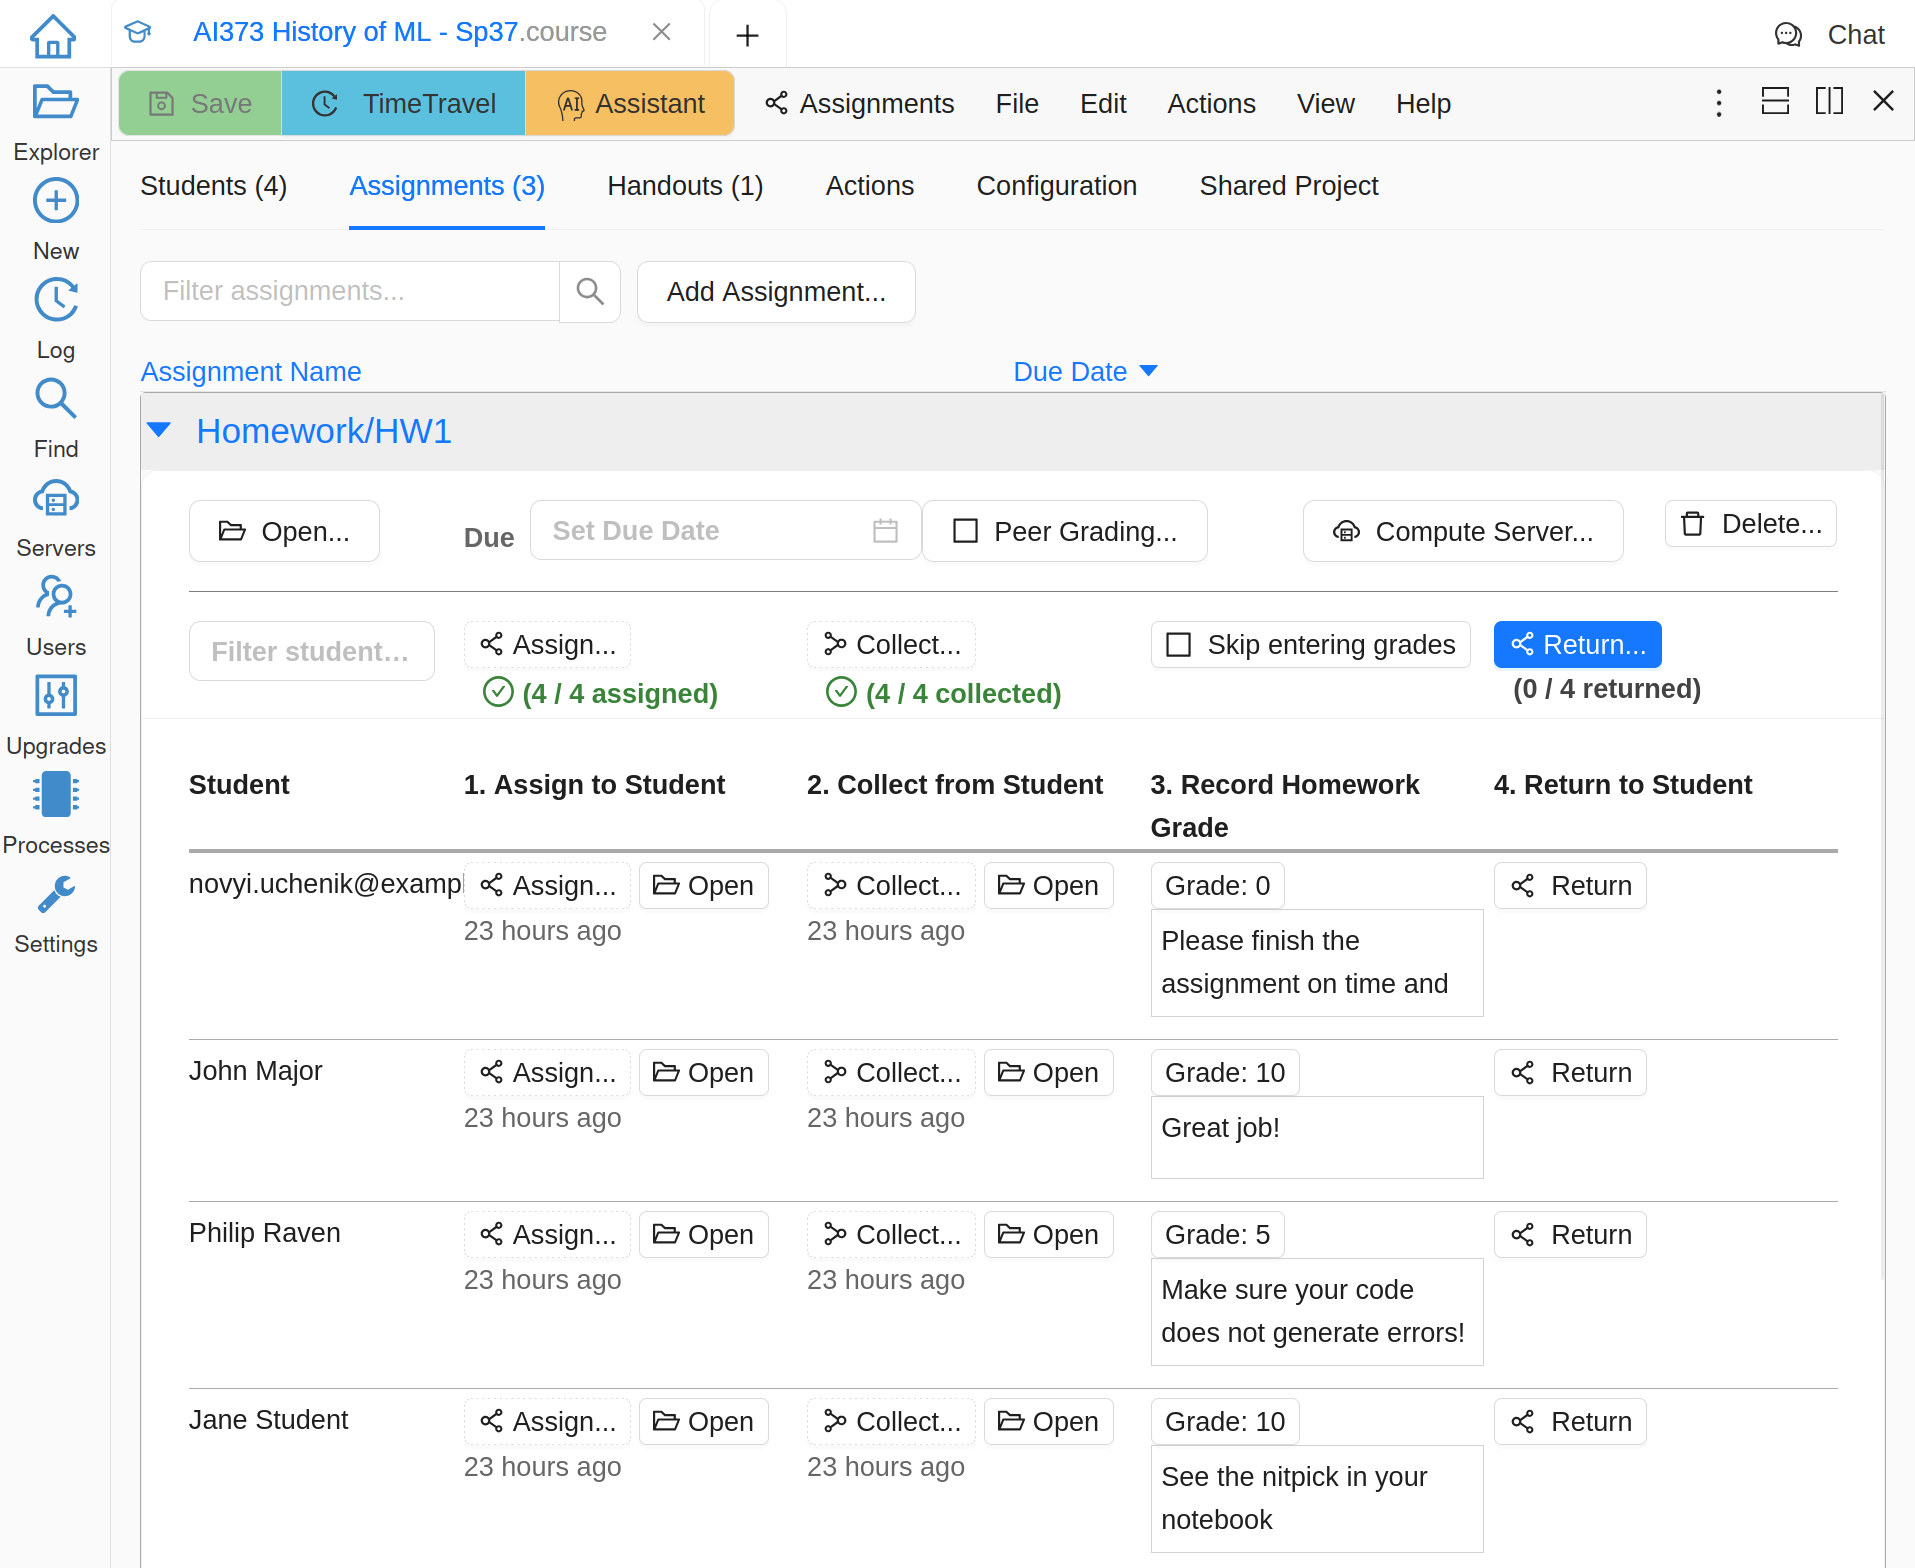 AI373 History of ML - Sp37.course
Chat
Save TimeTravel AI Assistant Assignments File Edit Actions View Help
Explorer
New
Log
Find
Servers
Users
Upgrades
Processes
Settings
Students (4) Assignments (3) Handouts (1) Actions Configuration Shared Project
Filter assignments... Add Assignment...
Assignment Name Due Date
Homework/HW1
Open... Due Set Due Date Peer Grading... Compute Server... Delete...
Filter student… Assign... Collect... Skip entering grades Return...
(4 / 4 assigned) (4 / 4 collected) (0 / 4 returned)
Student 1. Assign to Student 2. Collect from Student 3. Record Homework Grade 4. Return to Student
novyi.uchenik@exampl Assign... Open Collect... Open Grade: 0 Return
23 hours ago 23 hours ago
Please finish the
assignment on time and
John Major Assign... Open Collect... Open Grade: 10 Return
23 hours ago 23 hours ago
Great job!
Philip Raven Assign... Open Collect... Open Grade: 5 Return
23 hours ago 23 hours ago
Make sure your code
does not generate errors!
Jane Student Assign... Open Collect... Open Grade: 10 Return
23 hours ago 23 hours ago
See the nitpick in your
notebook